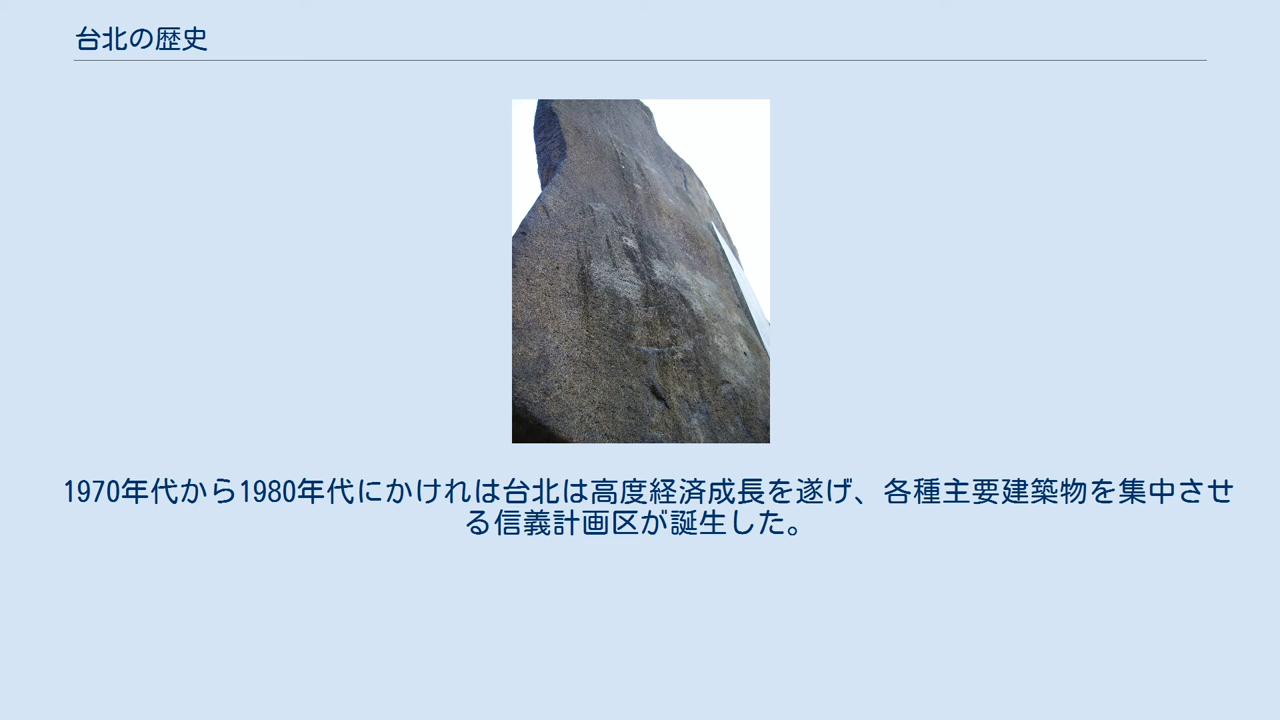 台北の歴史
1970年代から1980年代にかけれは台北は高度経済成長を遂げ、各種主要建築物を集中させ
る信義計画区が誕生した。